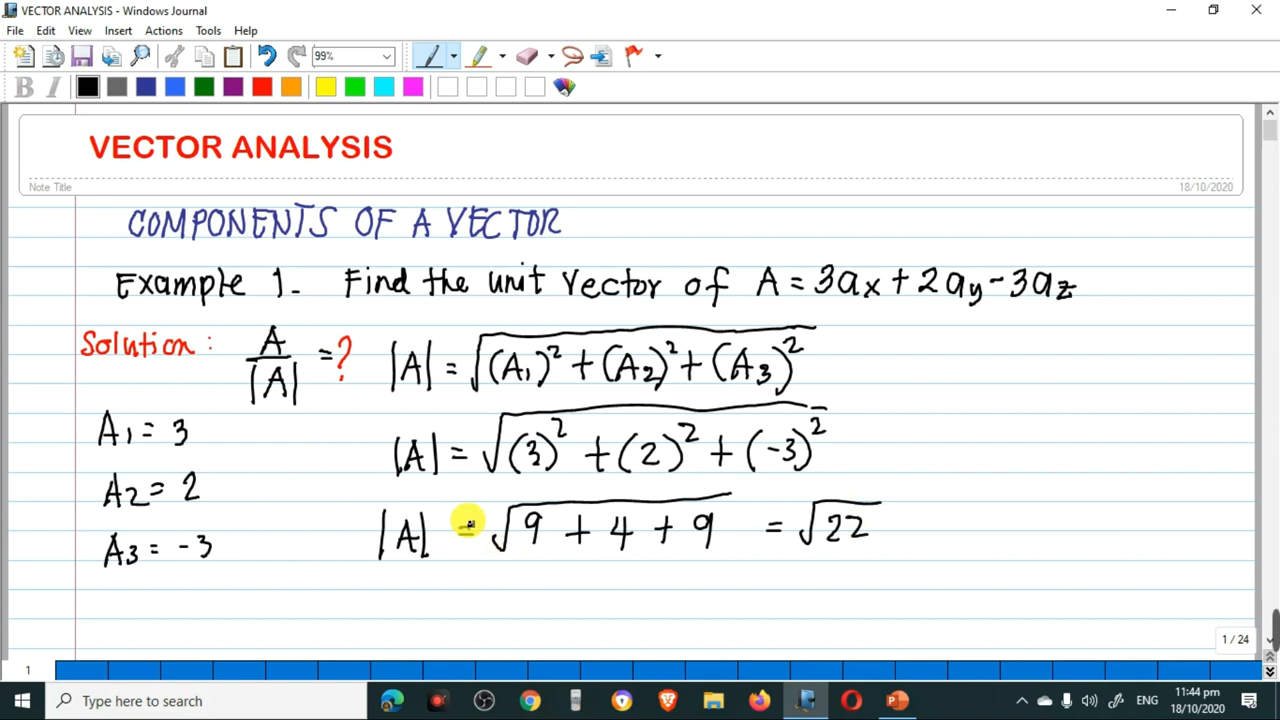 VECTOR ANALYSIS - Windows Journal
File Edit View Insert Actions Tools Help
99%
B I
VECTOR ANALYSIS
Note Title
18/10/2020
COMPONENTS OF A VECTOR
Example 1. Find the unit vector of A = 3ax + 2ay - 3az
Solution: A/|A| = ? |A| = √(A1)² + (A2)² + (A3)²
A1 = 3
|A| = √(3)² + (2)² + (-3)²
A2 = 2
|A| = √9 + 4 + 9 = √22
A3 = -3
1 / 24
1
Type here to search
ENG
11:44 pm
18/10/2020